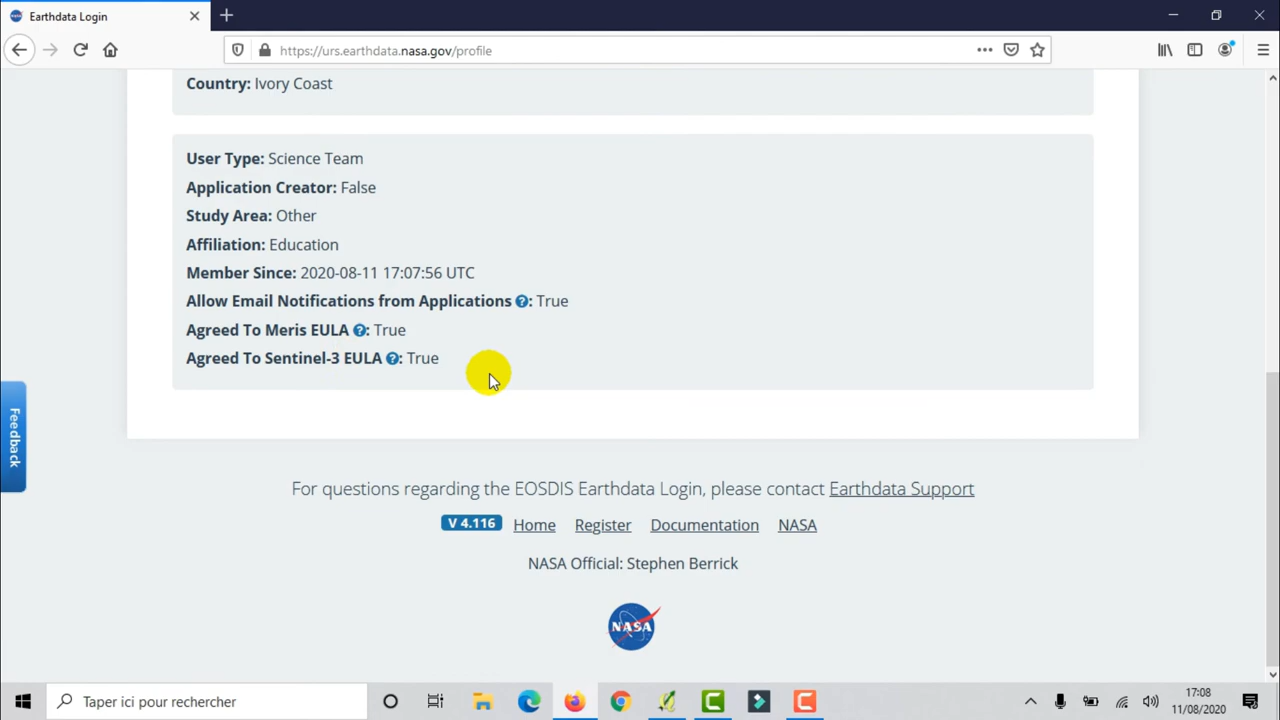 Earthdata Login
https://urs.earthdata.nasa.gov/profile
Country: Ivory Coast
User Type: Science Team
Application Creator: False
Study Area: Other
Affiliation: Education
Member Since: 2020-08-11 17:07:56 UTC
Allow Email Notifications from Applications ?: True
Agreed To Meris EULA ?: True
Agreed To Sentinel-3 EULA ?: True
Feedback
For questions regarding the EOSDIS Earthdata Login, please contact Earthdata Support
V 4.116 Home Register Documentation NASA
NASA Official: Stephen Berrick
NASA
Taper ici pour rechercher
17:08
11/08/2020